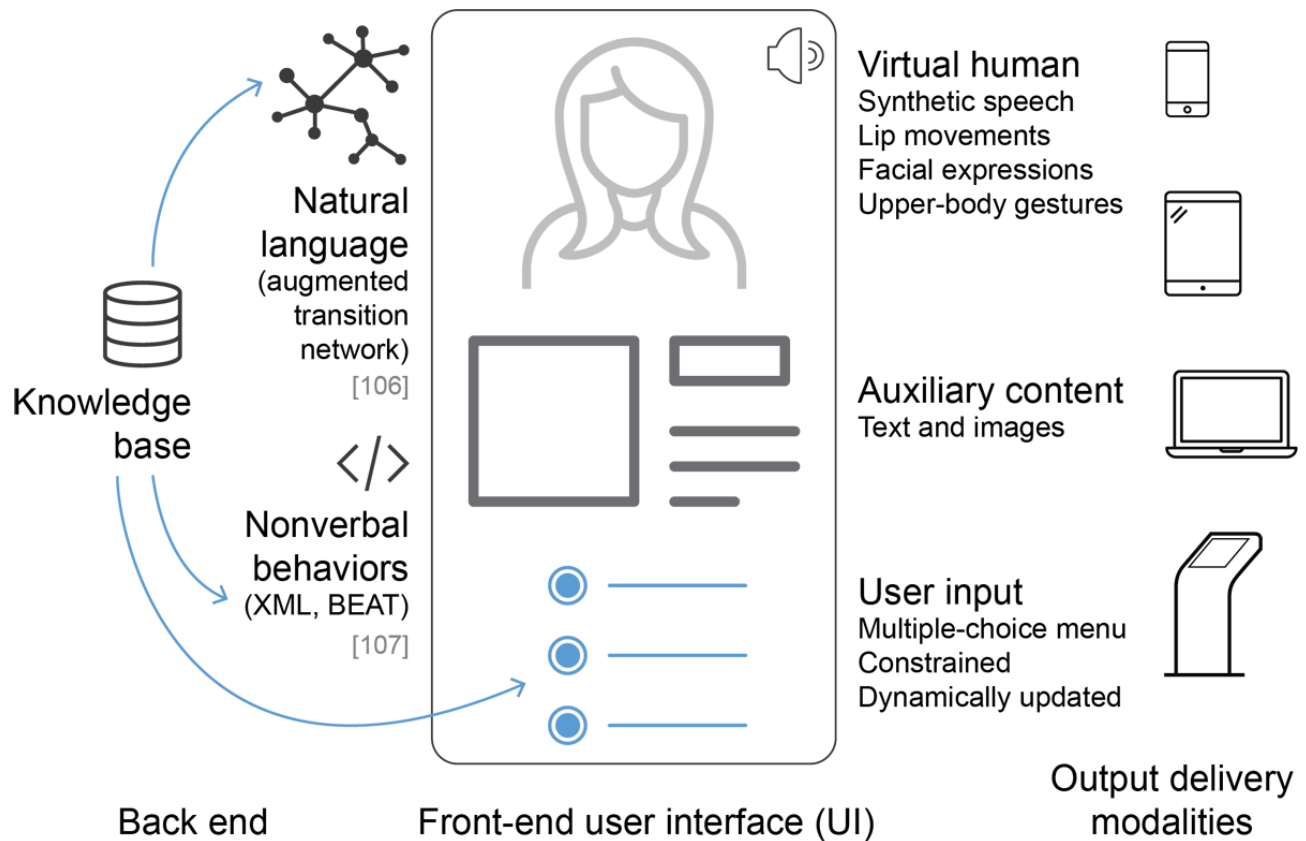 Natural
language
(augmented
transition
network)
[106]
Knowledge
base
Nonverbal
behaviors
(XML, BEAT)
[107]
Back end
Front-end user interface (UI)
Virtual human
Synthetic speech
Lip movements
Facial expressions
Upper-body gestures
Auxiliary content
Text and images
User input
Multiple-choice menu
Constrained
Dynamically updated
Output delivery
modalities